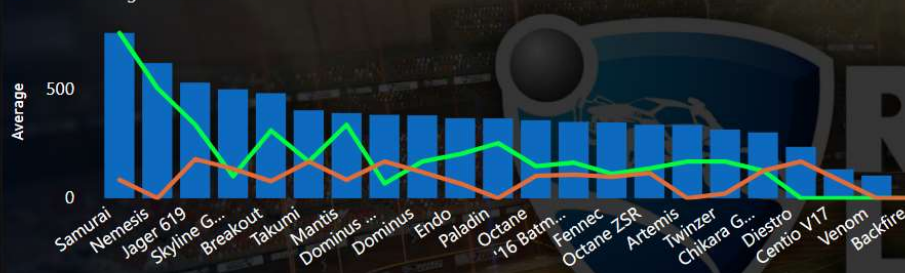 Average
500
0
Samurai
Nemesis
Jager 619
Skyline G...
Breakout
Takumi
Mantis
Dominus ...
Dominus
Endo
Paladin
Octane
'16 Batm...
Fennec
Octane ZSR
Artemis
Twinzer
Chikara G...
Diestro
Centio V17
Venom
Backfire